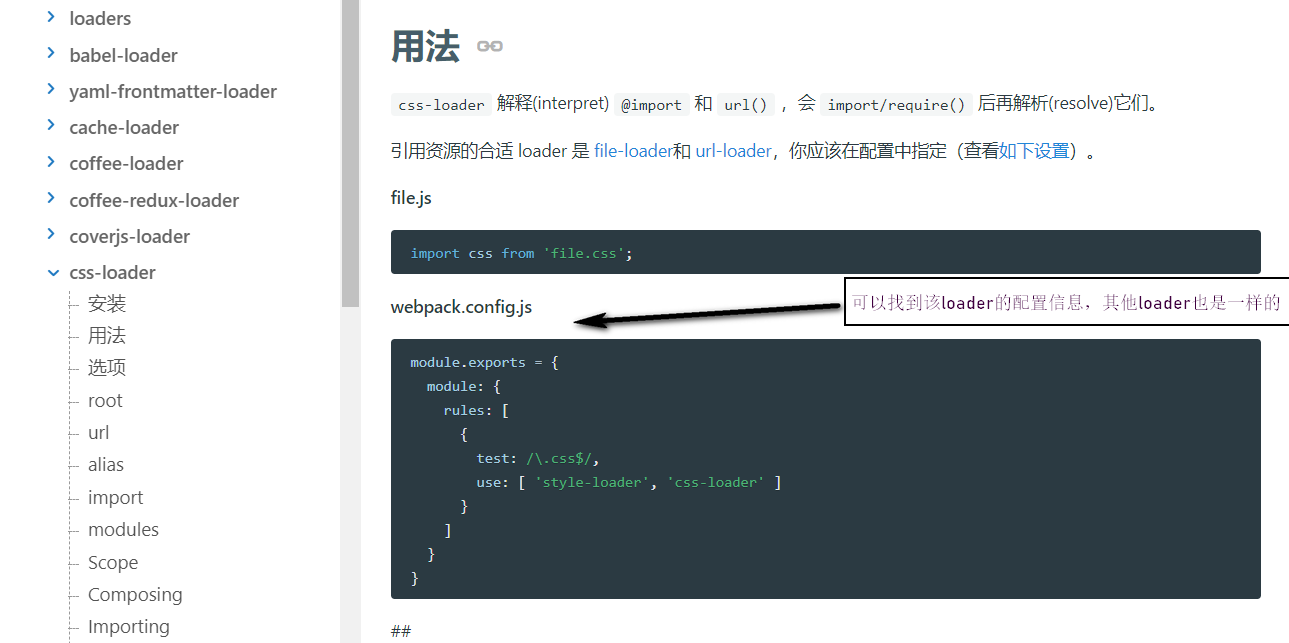 loaders
babel-loader
yaml-frontmatter-loader
cache-loader
coffee-loader
coffee-redux-loader
coverjs-loader
css-loader
安装
用法
选项
root
url
alias
import
modules
Scope
Composing
Importing
用法
css-loader 解释(interpret) @import 和 url() ，会 import/require() 后再解析(resolve)它们。
引用资源的合适 loader 是 file-loader和 url-loader，你应该在配置中指定（查看如下设置）。
file.js
import css from 'file.css';
webpack.config.js
可以找到该loader的配置信息，其他loader也是一样的
module.exports = {
  module: {
    rules: [
      {
        test: /\.css$/,
        use: [ 'style-loader', 'css-loader' ]
      }
    ]
  }
}
##